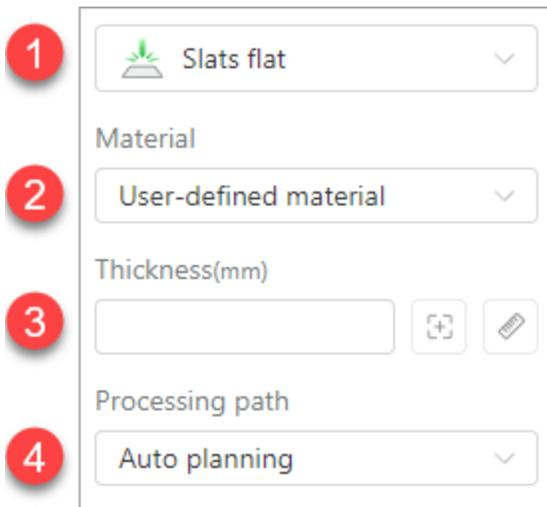 1 Slats flat
Material
2 User-defined material
Thickness(mm)
3
Processing path
4 Auto planning